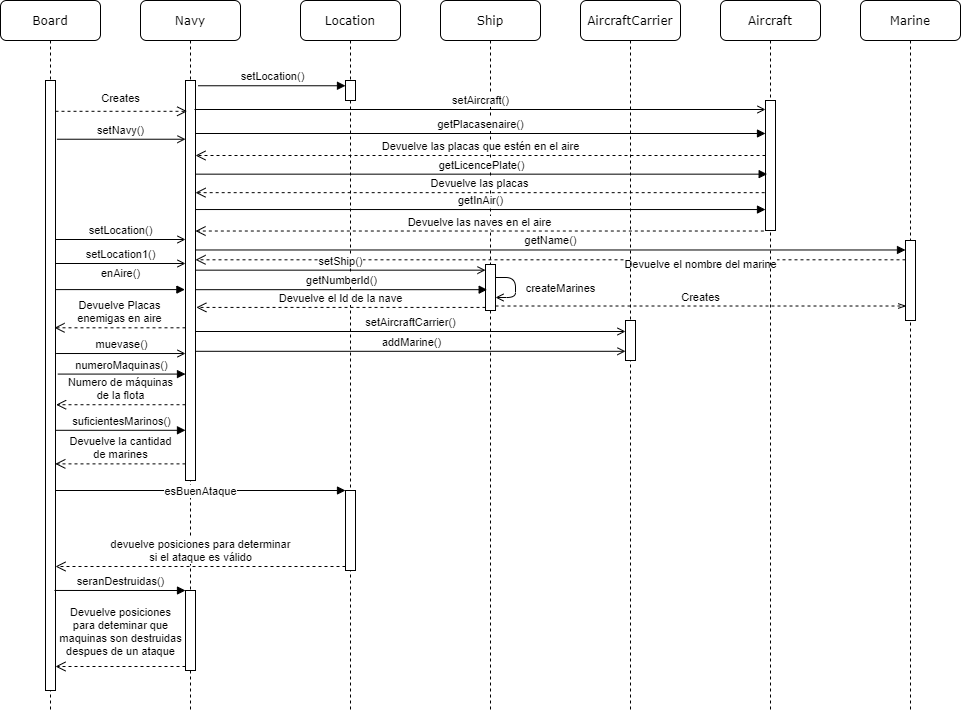 Board
Navy
Location
Ship
AircraftCarrier
Aircraft
Marine
setLocation()
Creates
setAircraft()
getPlacasenaire()
setNavy()
Devuelve las placas que estén en el aire
getLicencePlate()
Devuelve las placas
getInAir()
Devuelve las naves en el aire
setLocation()
getName()
setLocation1()
setShip()
Devuelve el nombre del marine
enAire()
getNumberId()
createMarines
Devuelve el Id de la nave
Creates
Devuelve Placas
enemigas en aire
setAircraftCarrier()
muevase()
addMarine()
numeroMaquinas()
Numero de máquinas
de la flota
suficientesMarinos()
Devuelve la cantidad
de marines
esBuenAtaque
devuelve posiciones para determinar
si el ataque es válido
seranDestruidas()
Devuelve posiciones
para deteminar que
maquinas son destruidas
despues de un ataque